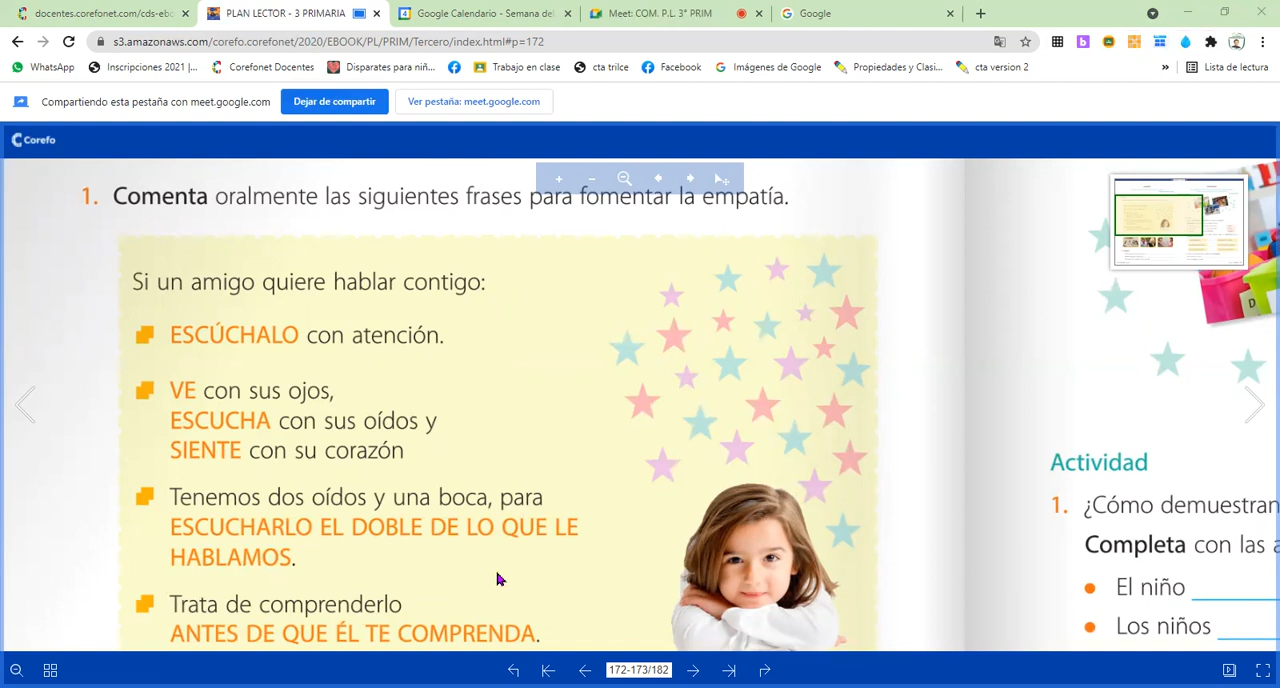 docentes.corefonet.com/cds-ebo
PLAN LECTOR - 3 PRIMARIA
Google Calendario - Semana del
Meet: COM. P.L. 3° PRIM
Google
s3.amazonaws.com/corefo.corefonet/2020/EBOOK/PL/PRIM/Tercero/index.html#p=172
WhatsApp
Inscripciones 2021 |...
Corefonet Docentes
Disparates para niñ...
Trabajo en clase
cta trilce
Facebook
Imágenes de Google
Propiedades y Clasi...
cta version 2
»
Lista de lectura
Compartiendo esta pestaña con meet.google.com
Dejar de compartir
Ver pestaña: meet.google.com
Corefo
1. Comenta oralmente las siguientes frases para fomentar la empatía.
Si un amigo quiere hablar contigo:
ESCÚCHALO con atención.
VE con sus ojos,
ESCUCHA con sus oídos y
SIENTE con su corazón
Tenemos dos oídos y una boca, para
ESCUCHARLO EL DOBLE DE LO QUE LE
HABLAMOS.
Trata de comprenderlo
ANTES DE QUE ÉL TE COMPRENDA.
D
Actividad
1. ¿Cómo demuestran
Completa con las a
El niño
Los niños
172-173/182